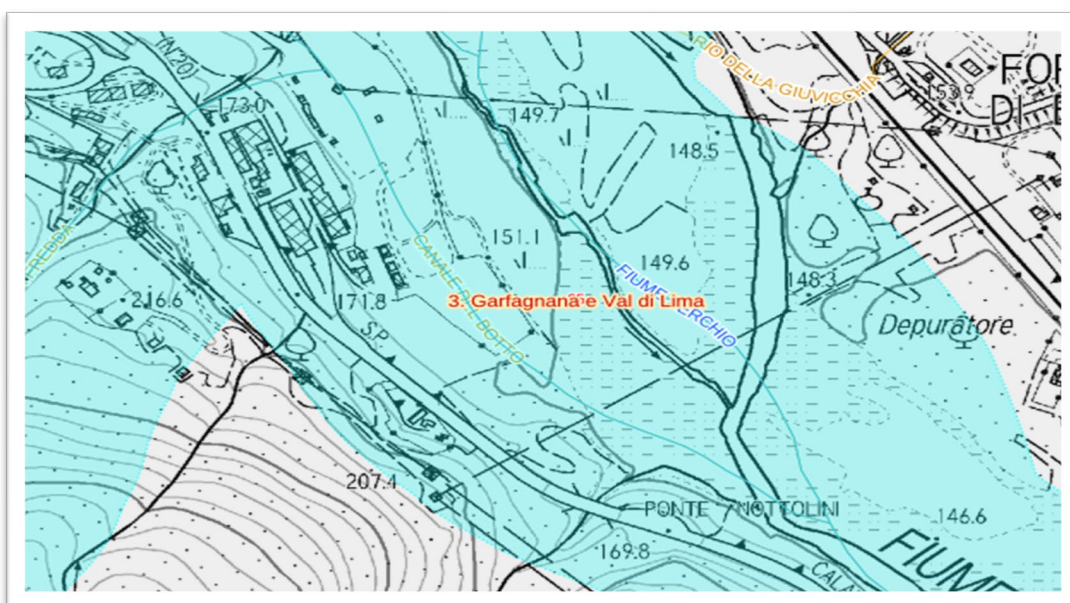 (N20)
173.0
149.7
RIO DELLA GIUVICCHIA
153.9
FOR
DI
148.5
FREDDA
216.6
171.8
S.P.
151.1
149.6
148.3
CANALE DEL BOTTO
FIUME SERCHIO
3. Garfagnana e Val di Lima
Depuratore
207.4
PONTE NOTTOLINI
146.6
169.8
FIUME